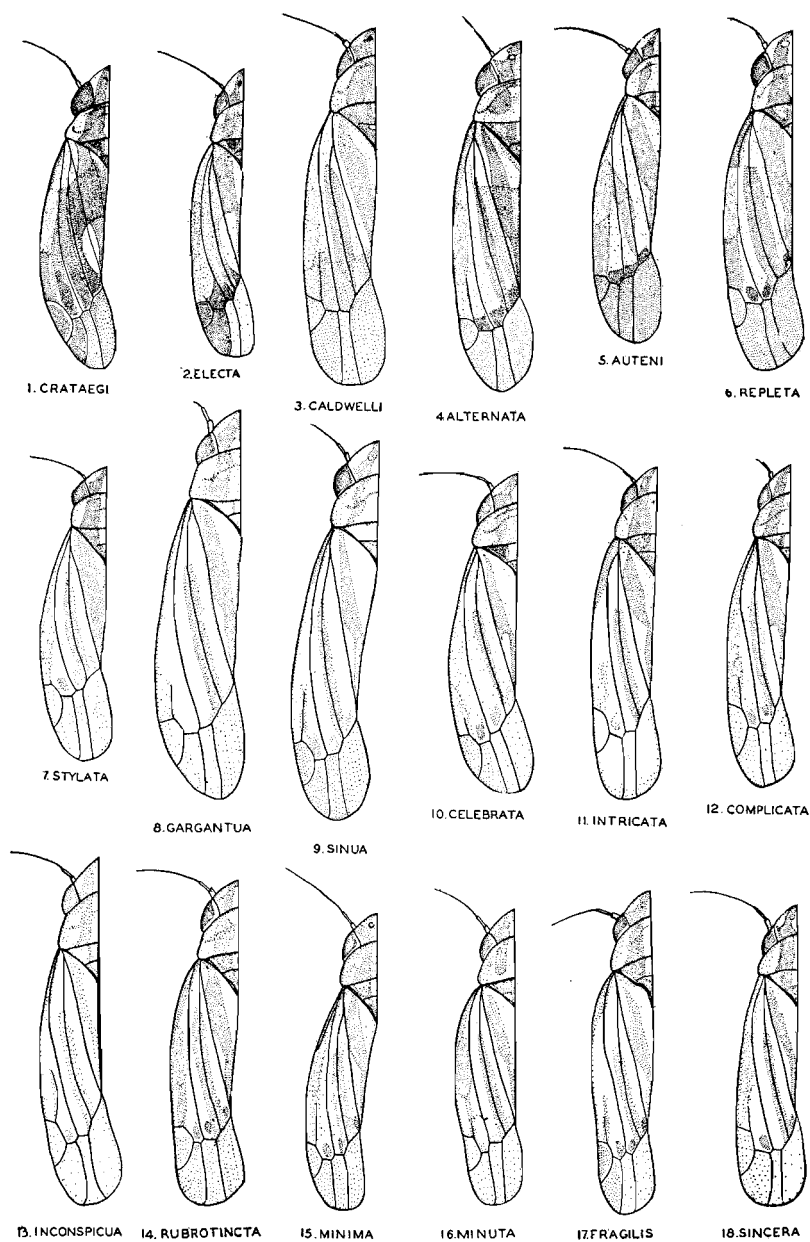 1. CRATAEGI
2. ELECTA
3. CALDWELLI
4. ALTERNATA
5. AUTENI
6. REPLETA
7. STYLATA
8. GARGANTUA
9. SINUA
10. CELEBRATA
11. INTRICATA
12. COMPLICATA
13. INCONSPICUA
14. RUBROTINCTA
15. MINIMA
16. MINUTA
17. FRAGILIS
18. SINCERA